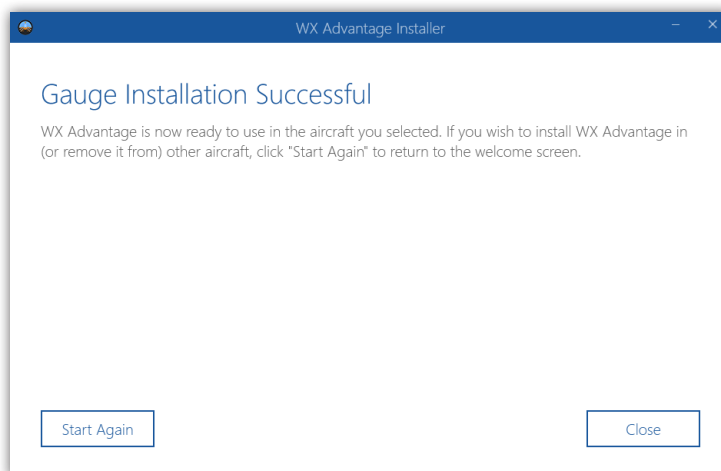 WX Advantage Installer
Gauge Installation Successful
WX Advantage is now ready to use in the aircraft you selected. If you wish to install WX Advantage in
(or remove it from) other aircraft, click "Start Again" to return to the welcome screen.
Start Again
Close